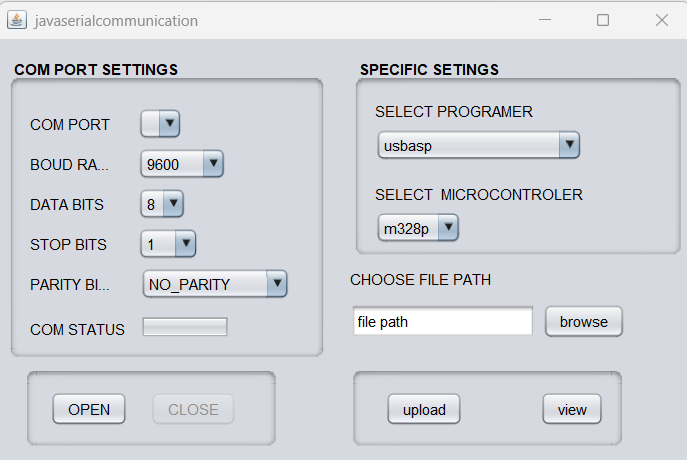 javaserialcommunication
COM PORT SETTINGS
COM PORT
BOUD RA... 9600
DATA BITS 8
STOP BITS 1
PARITY BI... NO_PARITY
COM STATUS
OPEN CLOSE
SPECIFIC SETINGS
SELECT PROGRAMER
usbasp
SELECT MICROCONTROLER
m328p
CHOOSE FILE PATH
file path browse
upload view